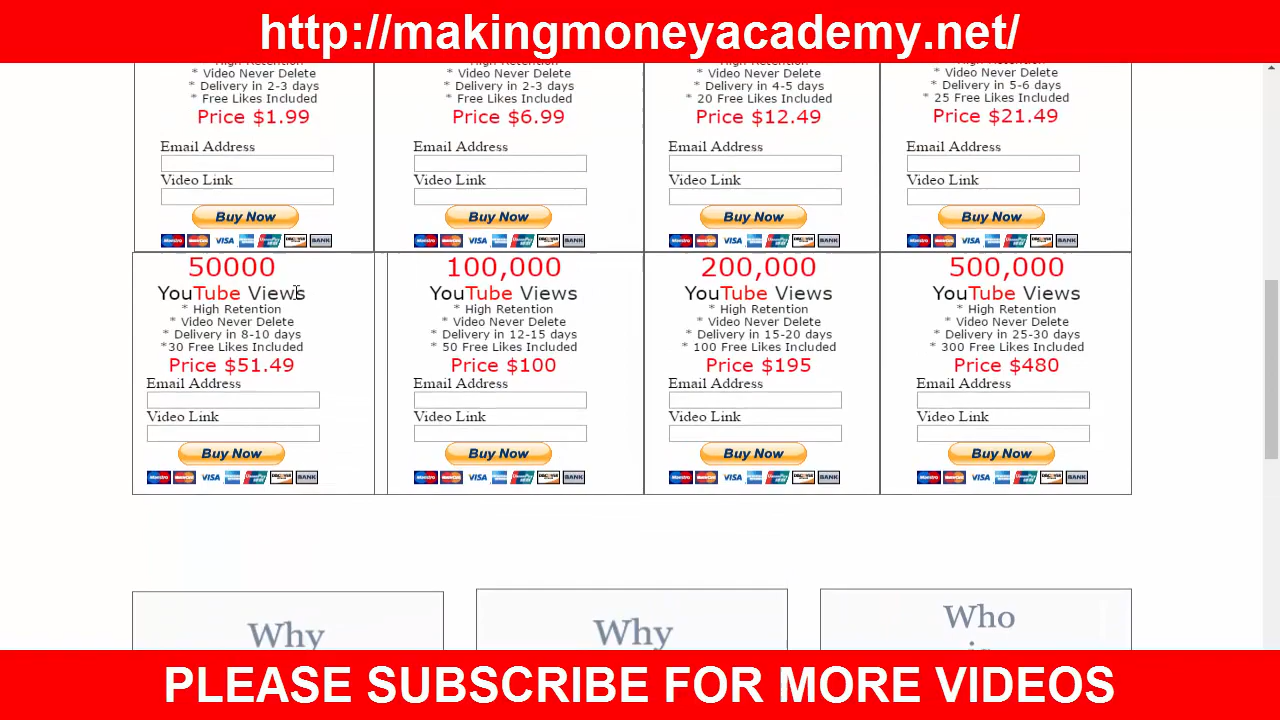 http://makingmoneyacademy.net/
* High Retention * High Retention
* Video Never Delete * Video Never Delete * Video Never Delete * Video Never Delete
* Delivery in 2-3 days * Delivery in 2-3 days * Delivery in 4-5 days * Delivery in 5-6 days
* Free Likes Included * Free Likes Included * 20 Free Likes Included * 25 Free Likes Included
Price $1.99 Price $6.99 Price $12.49 Price $21.49
Email Address Email Address Email Address Email Address
Video Link Video Link Video Link Video Link
Buy Now Buy Now Buy Now Buy Now
50000 100,000 200,000 500,000
YouTube Views YouTube Views YouTube Views YouTube Views
* High Retention * High Retention * High Retention * High Retention
* Video Never Delete * Video Never Delete * Video Never Delete * Video Never Delete
* Delivery in 8-10 days * Delivery in 12-15 days * Delivery in 15-20 days * Delivery in 25-30 days
*30 Free Likes Included * 50 Free Likes Included * 100 Free Likes Included * 300 Free Likes Included
Price $51.49 Price $100 Price $195 Price $480
Email Address Email Address Email Address Email Address
Video Link Video Link Video Link Video Link
Buy Now Buy Now Buy Now Buy Now
Why Why Who
PLEASE SUBSCRIBE FOR MORE VIDEOS